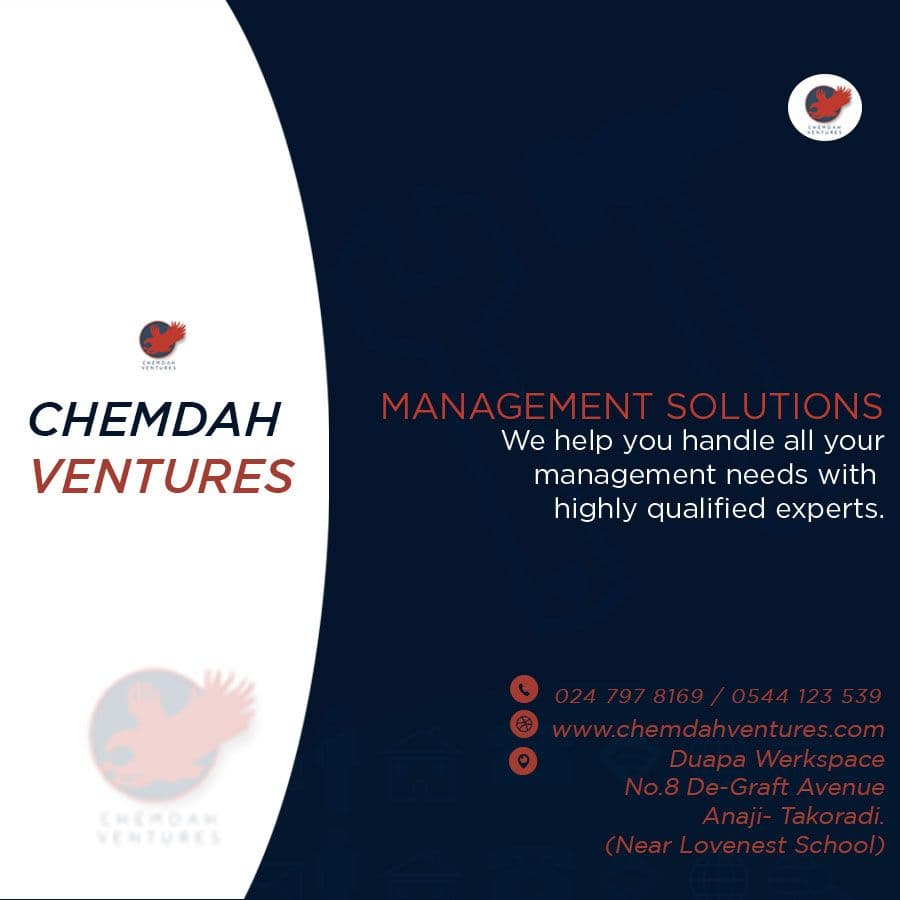 CHEMDAH
VENTURES
CHEMDAH
VENTURES
CHEMDAH
VENTURES
MANAGEMENT SOLUTIONS
We help you handle all your
management needs with
highly qualified experts.
024 797 8169 / 0544 123 539
www.chemdahventures.com
Duapa Werkspace
No.8 De-Graft Avenue
Anaji- Takoradi.
(Near Lovenest School)
CHEMDAH
VENTURES